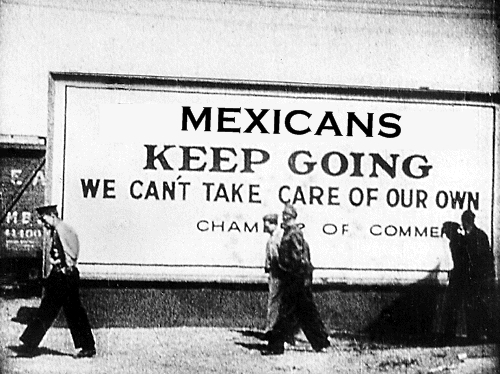 MEXICANS
KEEP GOING
WE CAN'T TAKE CARE OF OUR OWN
OF